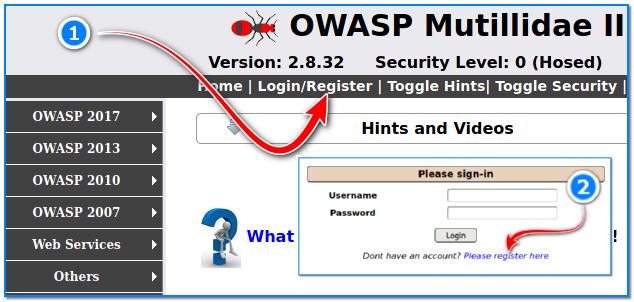 OWASP Mutillidae II
Version: 2.8.32 Security Level: 0 (Hosed)
Home | Login/Register | Toggle Hints| Toggle Security |
OWASP 2017
OWASP 2013
OWASP 2010
OWASP 2007
Web Services
Others
Hints and Videos
What
!
Please sign-in
Username
Password
Login
Dont have an account? Please register here
1
2